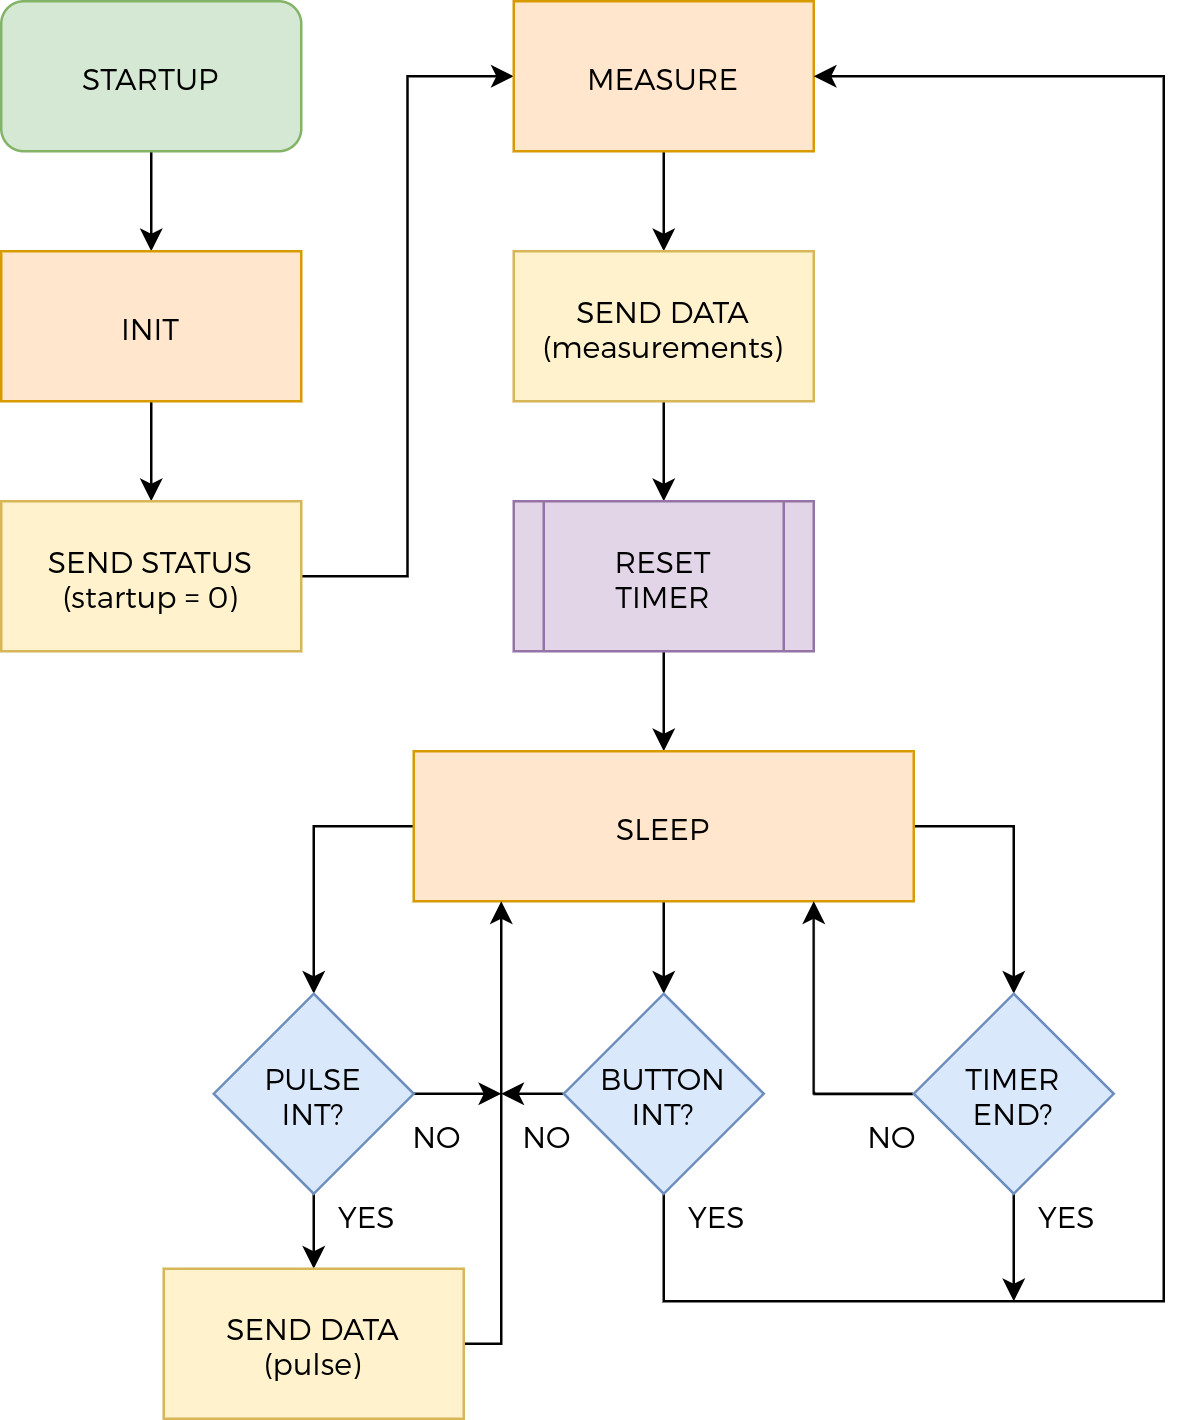 STARTUP
MEASURE
INIT
SEND DATA
(measurements)
SEND STATUS
(startup = 0)
RESET
TIMER
SLEEP
PULSE
INT?
BUTTON
INT?
TIMER
END?
NO
NO
NO
YES
YES
YES
SEND DATA
(pulse)